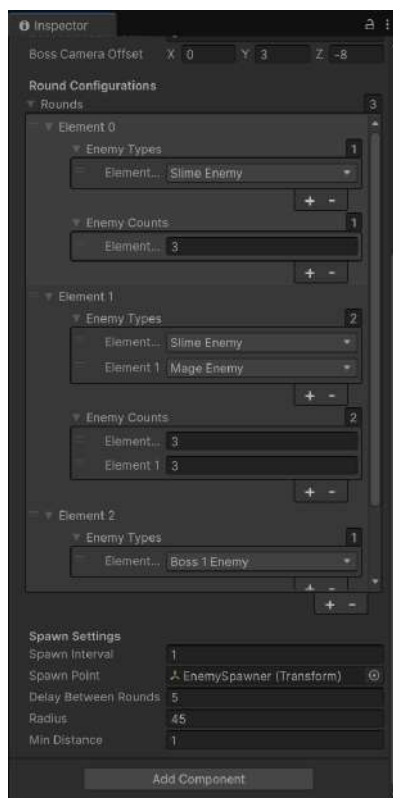 Inspector
Boss Camera Offset X 0 Y 3 Z -8
Round Configurations
Rounds 3
Element 0
Enemy Types 1
Element... Slime Enemy
+ -
Enemy Counts 1
Element... 3
+ -
Element 1
Enemy Types 2
Element... Slime Enemy
Element 1 Mage Enemy
+ -
Enemy Counts 2
Element... 3
Element 1 3
+ -
Element 2
Enemy Types 1
Element... Boss 1 Enemy
+ -
+ -
Spawn Settings
Spawn Interval 1
Spawn Point EnemySpawner (Transform)
Delay Between Rounds 5
Radius 45
Min Distance 1
Add Component